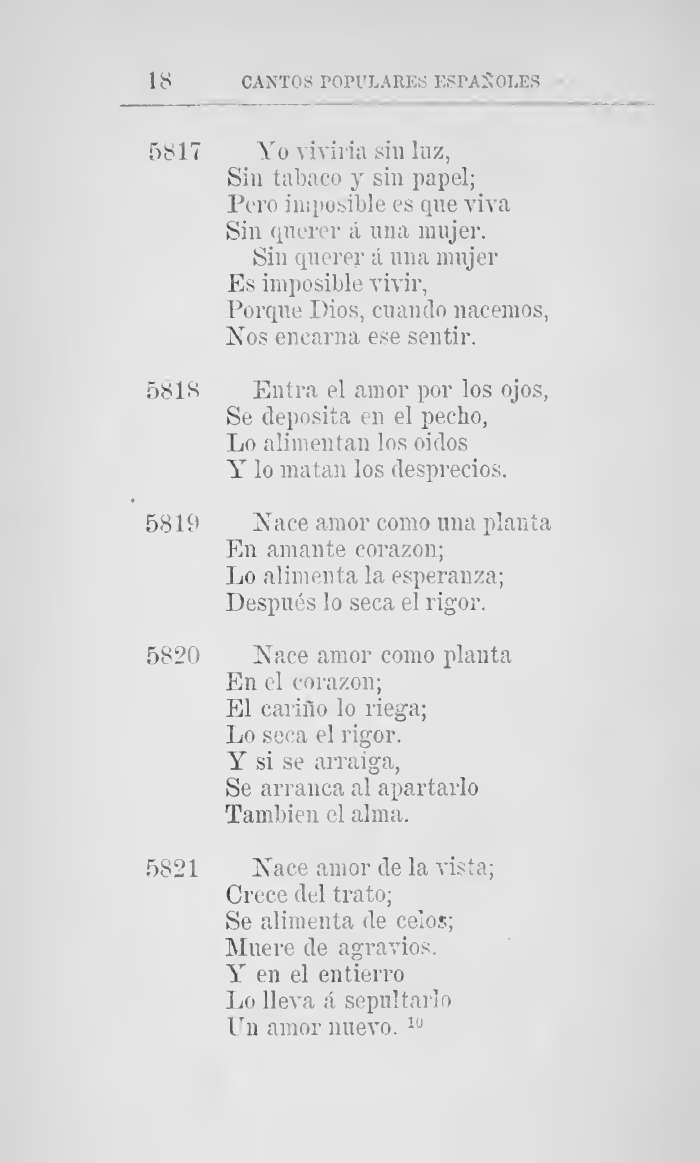 18 CANTOS POPULARES ESPAÑOLES
5817 Yo viviria sin luz,
Sin tabaco y sin papel;
Pero imposible es que viva
Sin querer á una mujer.
Sin querer á una mujer
Es imposible vivir,
Porque Dios, cuando nacemos,
Nos encarna ese sentir.
5818 Entra el amor por los ojos,
Se deposita en el pecho,
Lo alimentan los oidos
Y lo matan los desprecios.
5819 Nace amor como una planta
En amante corazon;
Lo alimenta la esperanza;
Después lo seca el rigor.
5820 Nace amor como planta
En el corazon;
El cariño lo riega;
Lo seca el rigor.
Y si se arraiga,
Se arranca al apartarlo
Tambien el alma.
5821 Nace amor de la vista;
Crece del trato;
Se alimenta de celos;
Muere de agravios.
Y en el entierro
Lo lleva á sepultarlo
Un amor nuevo. 10